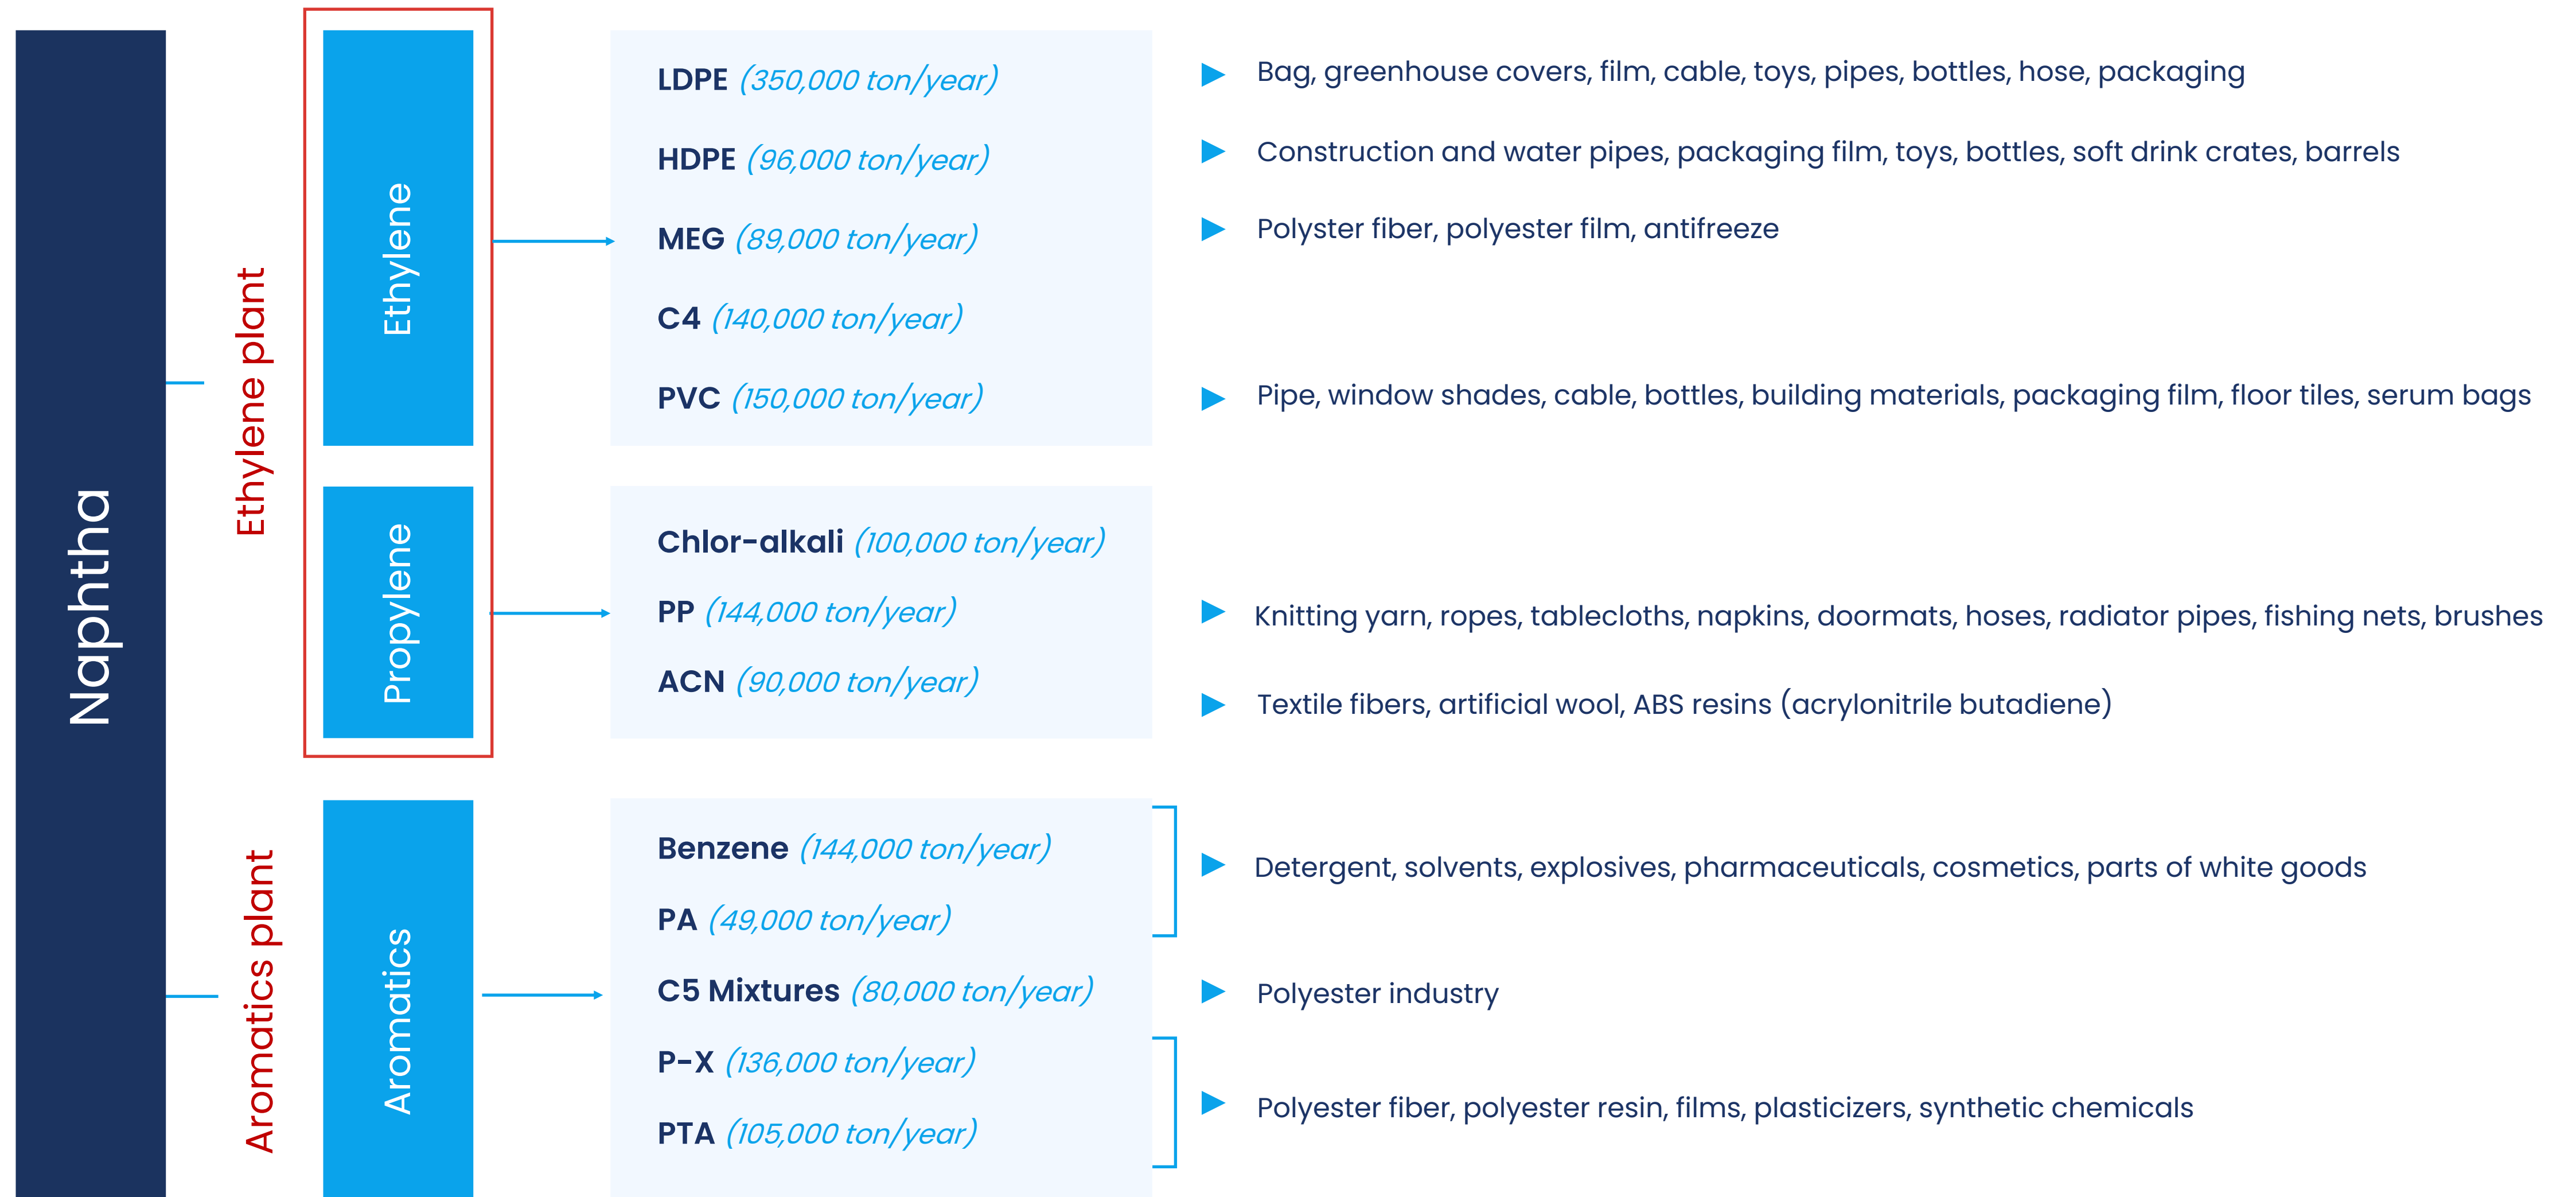 Naphtha
Ethylene plant
Ethylene
LDPE (350,000 ton/year)
Bag, greenhouse covers, film, cable, toys, pipes, bottles, hose, packaging
HDPE (96,000 ton/year)
Construction and water pipes, packaging film, toys, bottles, soft drink crates, barrels
MEG (89,000 ton/year)
Polyster fiber, polyester film, antifreeze
C4 (140,000 ton/year)
PVC (150,000 ton/year)
Pipe, window shades, cable, bottles, building materials, packaging film, floor tiles, serum bags
Propylene
Chlor-alkali (100,000 ton/year)
PP (144,000 ton/year)
Knitting yarn, ropes, tablecloths, napkins, doormats, hoses, radiator pipes, fishing nets, brushes
ACN (90,000 ton/year)
Textile fibers, artificial wool, ABS resins (acrylonitrile butadiene)
Aromatics plant
Aromatics
Benzene (144,000 ton/year)
PA (49,000 ton/year)
Detergent, solvents, explosives, pharmaceuticals, cosmetics, parts of white goods
C5 Mixtures (80,000 ton/year)
Polyester industry
P-X (136,000 ton/year)
PTA (105,000 ton/year)
Polyester fiber, polyester resin, films, plasticizers, synthetic chemicals